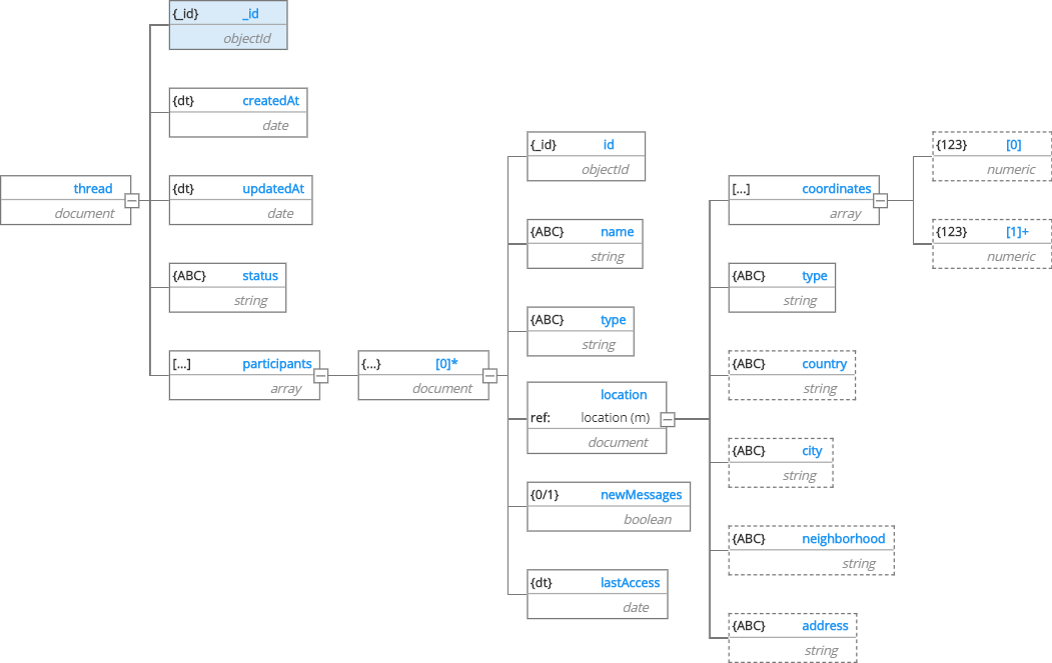 thread
document
{_id} _id
objectId
{dt} createdAt
date
{dt} updatedAt
date
{ABC} status
string
[...] participants
array
{...} [0]*
document
{_id} id
objectId
{ABC} name
string
{ABC} type
string
location
ref: location (m)
document
{0/1} newMessages
boolean
{dt} lastAccess
date
[...] coordinates
array
{ABC} type
string
{ABC} country
string
{ABC} city
string
{ABC} neighborhood
string
{ABC} address
string
{123} [0]
numeric
{123} [1]+
numeric